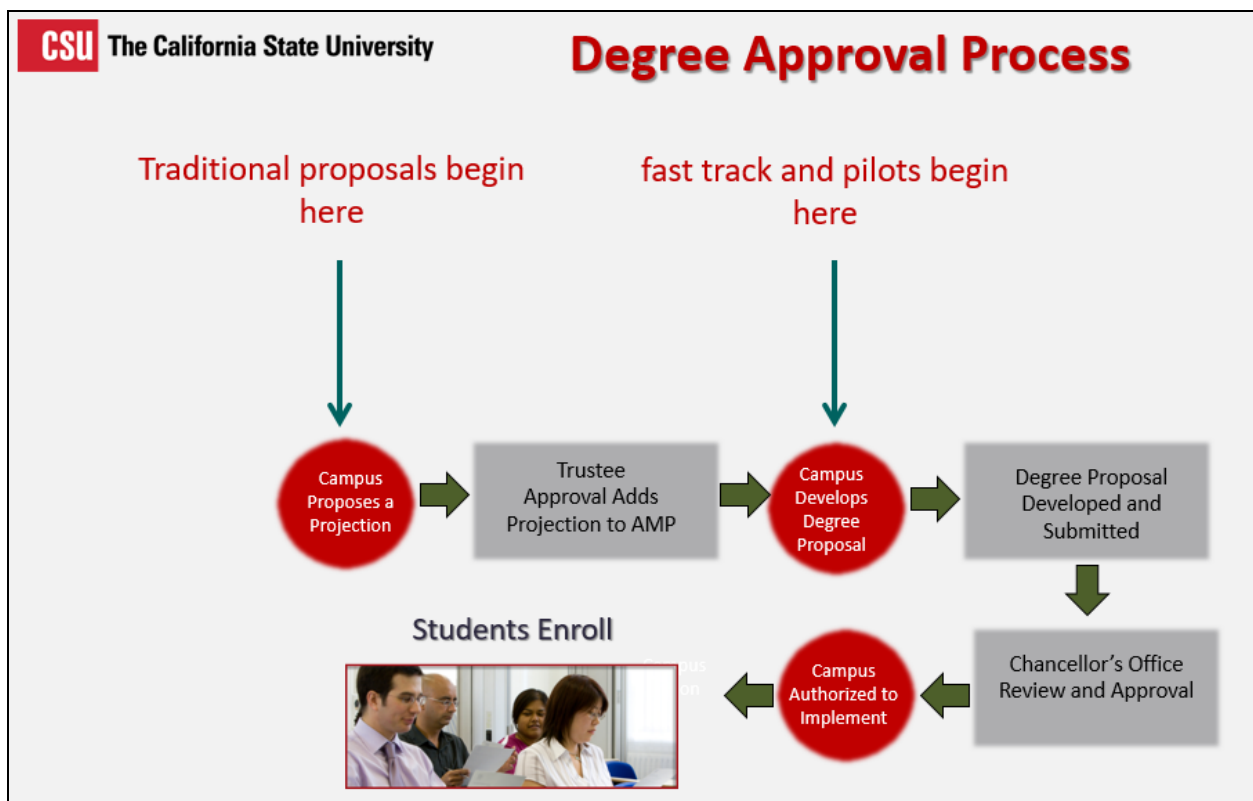 CSU The California State University
Degree Approval Process
Traditional proposals begin
here
fast track and pilots begin
here
Campus
Proposes a
Projection
Trustee
Approval Adds
Projection to AMP
Campus
Develops
Degree
Proposal
Degree Proposal
Developed and
Submitted
Chancellor's Office
Review and Approval
Campus
Authorized to
Implement
Students Enroll